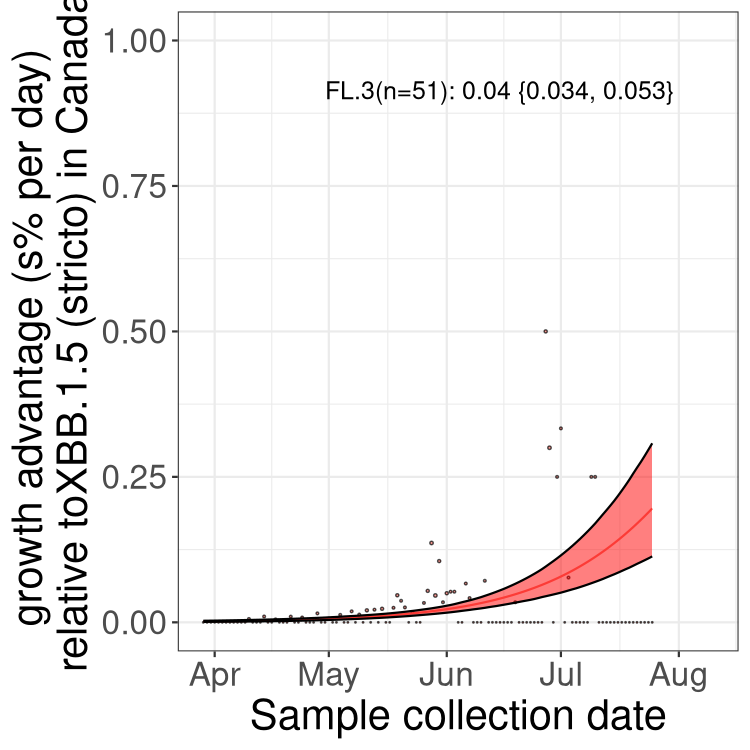 growth advantage (s% per day)
relative toXBB.1.5 (stricto) in Canada
1.00
0.75
0.50
0.25
0.00
FL.3(n=51): 0.04 {0.034, 0.053}
Apr May Jun Jul Aug
Sample collection date